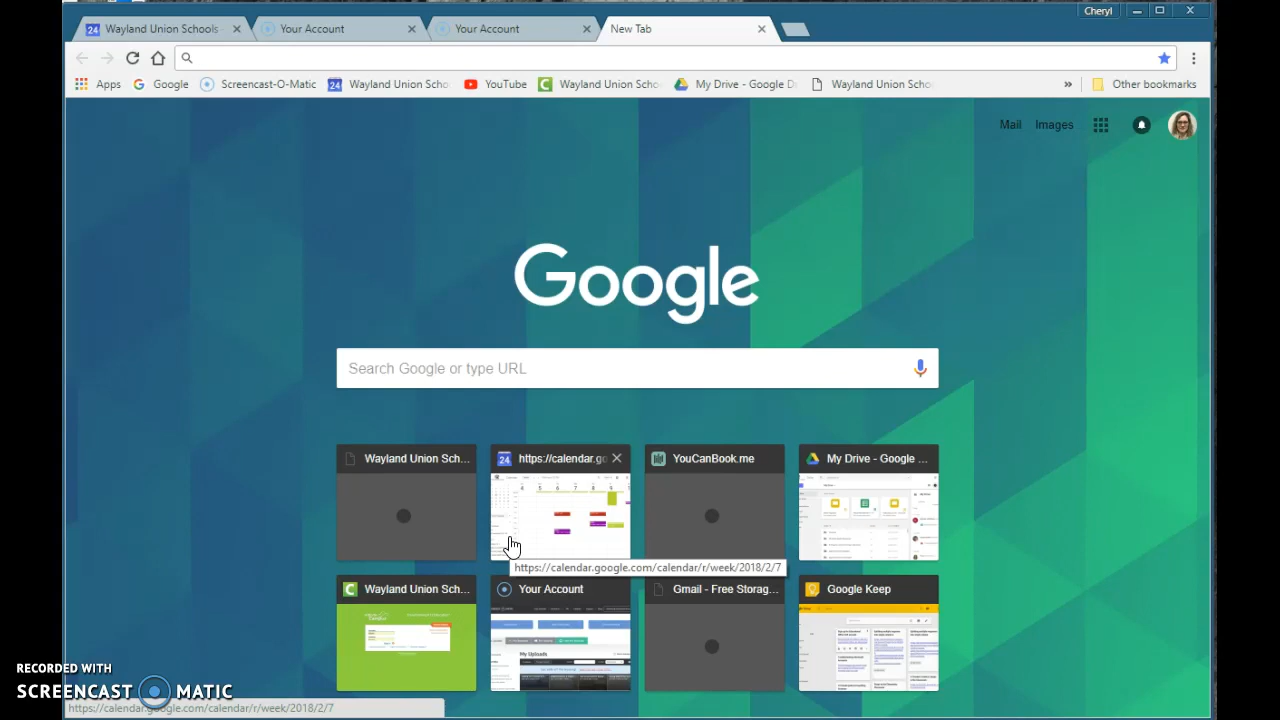 Cheryl
Wayland Union Schools
Your Account
Your Account
New Tab
Apps
Google
Screencast-O-Matic
Wayland Union Scho
YouTube
Wayland Union Scho
My Drive - Google D
Wayland Union Scho
»
Other bookmarks
Mail
Images
Google
Search Google or type URL
Wayland Union Sch...
24
https://calendar.go
YouCanBook.me
My Drive - Google ...
https://calendar.google.com/calendar/r/week/2018/2/7
Wayland Union Sch...
Your Account
Gmail - Free Storag...
Google Keep
My Uploads
RECORDED WITH
SCREENCAST
https://calendar.google.com/calendar/r/week/2018/2/7